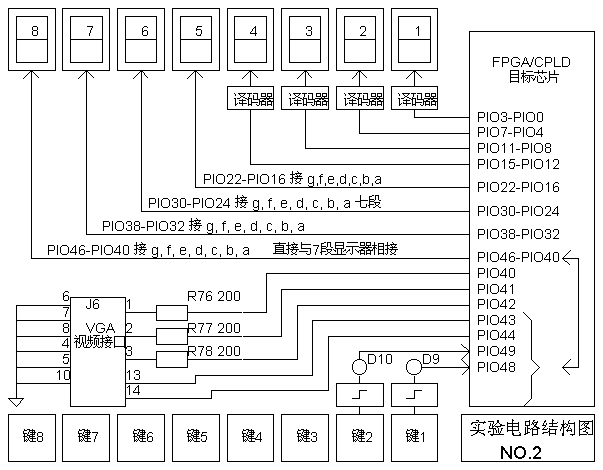 8 7 6 5 4 3 2 1
FPGA/CPLD
目标芯片
译码器 译码器 译码器 译码器
PIO3-PIO0
PIO7-PIO4
PIO11-PIO8
PIO15-PIO12
PIO22-PIO16 接 g,f,e,d,c,b,a
PIO22-PIO16
PIO30-PIO24 接 g, f, e, d, c, b, a 七段
PIO30-PIO24
PIO38-PIO32 接 g, f, e, d, c, b, a
PIO38-PIO32
PIO46-PIO40 接 g, f, e, d, c, b, a 直接与7段显示器相接
PIO46-PIO40
PIO40
PIO41
PIO42
PIO43
PIO44
PIO49
PIO48
R76 200
R77 200
R78 200
J6
VGA
视频接口
6
7
8
4
5
10
1
2
3
13
14
D10 D9
键8 键7 键6 键5 键4 键3 键2 键1
实验电路结构图
NO.2